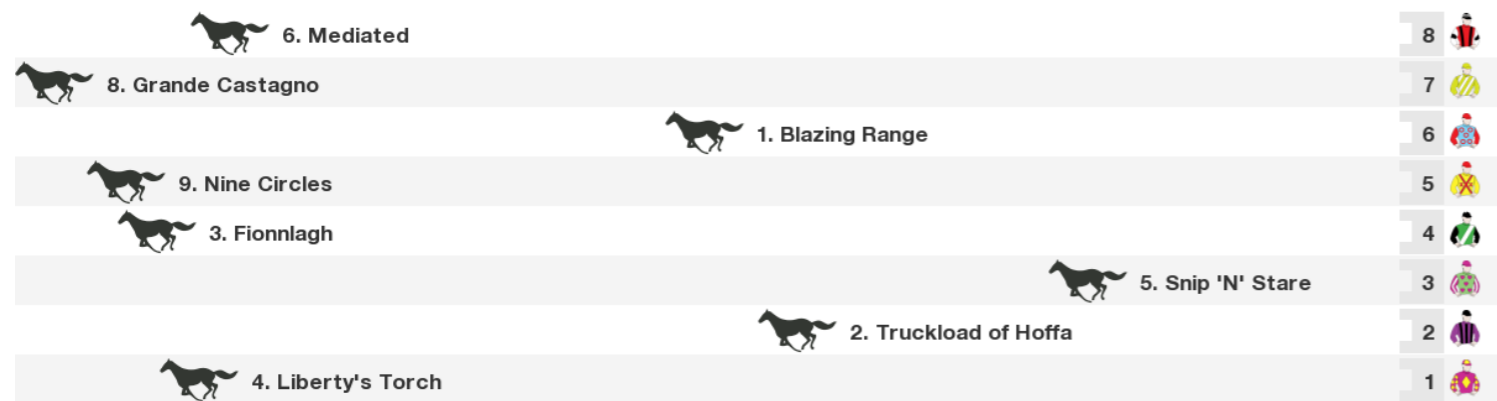 6. Mediated 8
8. Grande Castagno 7
1. Blazing Range 6
9. Nine Circles 5
3. Fionnlagh 4
5. Snip 'N' Stare 3
2. Truckload of Hoffa 2
4. Liberty's Torch 1